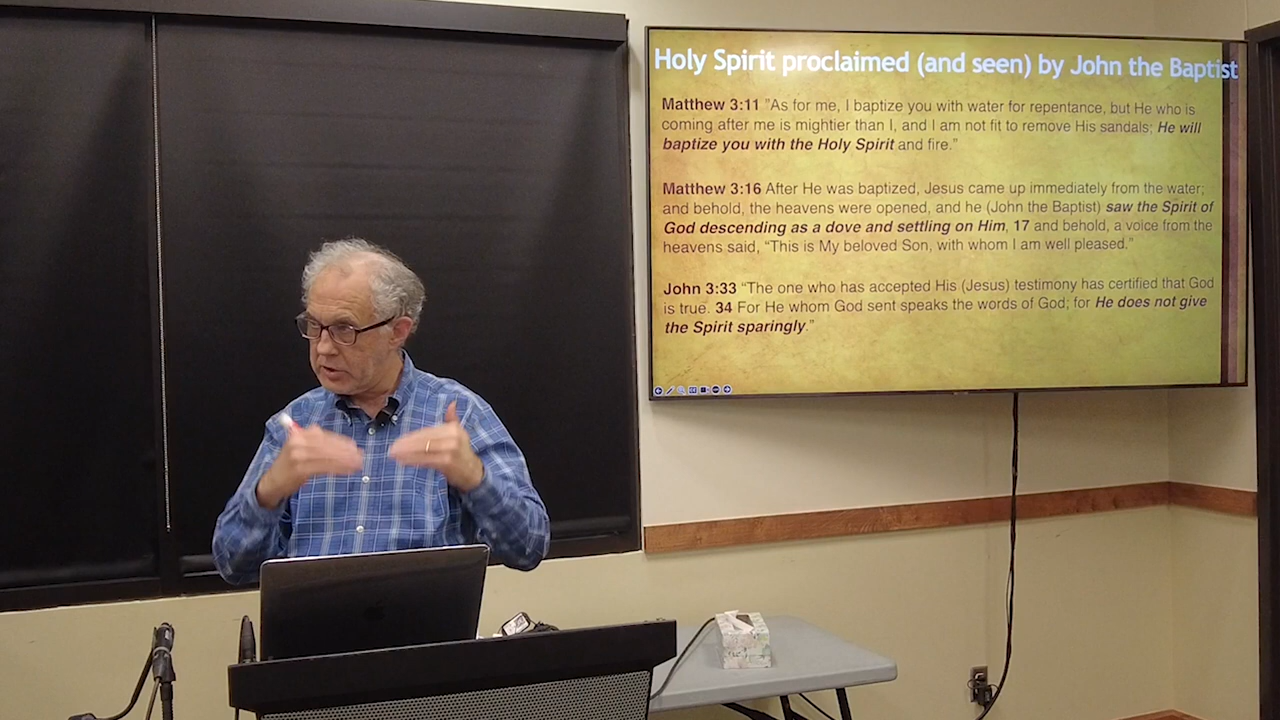 Holy Spirit proclaimed (and seen) by John the Baptist
Matthew 3:11 "As for me, I baptize you with water for repentance, but He who is
coming after me is mightier than I, and I am not fit to remove His sandals; He will
baptize you with the Holy Spirit and fire.”
Matthew 3:16 After He was baptized, Jesus came up immediately from the water;
and behold, the heavens were opened, and he (John the Baptist) saw the Spirit of
God descending as a dove and settling on Him, 17 and behold, a voice from the
heavens said, “This is My beloved Son, with whom I am well pleased.”
John 3:33 “The one who has accepted His (Jesus) testimony has certified that God
is true. 34 For He whom God sent speaks the words of God; for He does not give
the Spirit sparingly.”